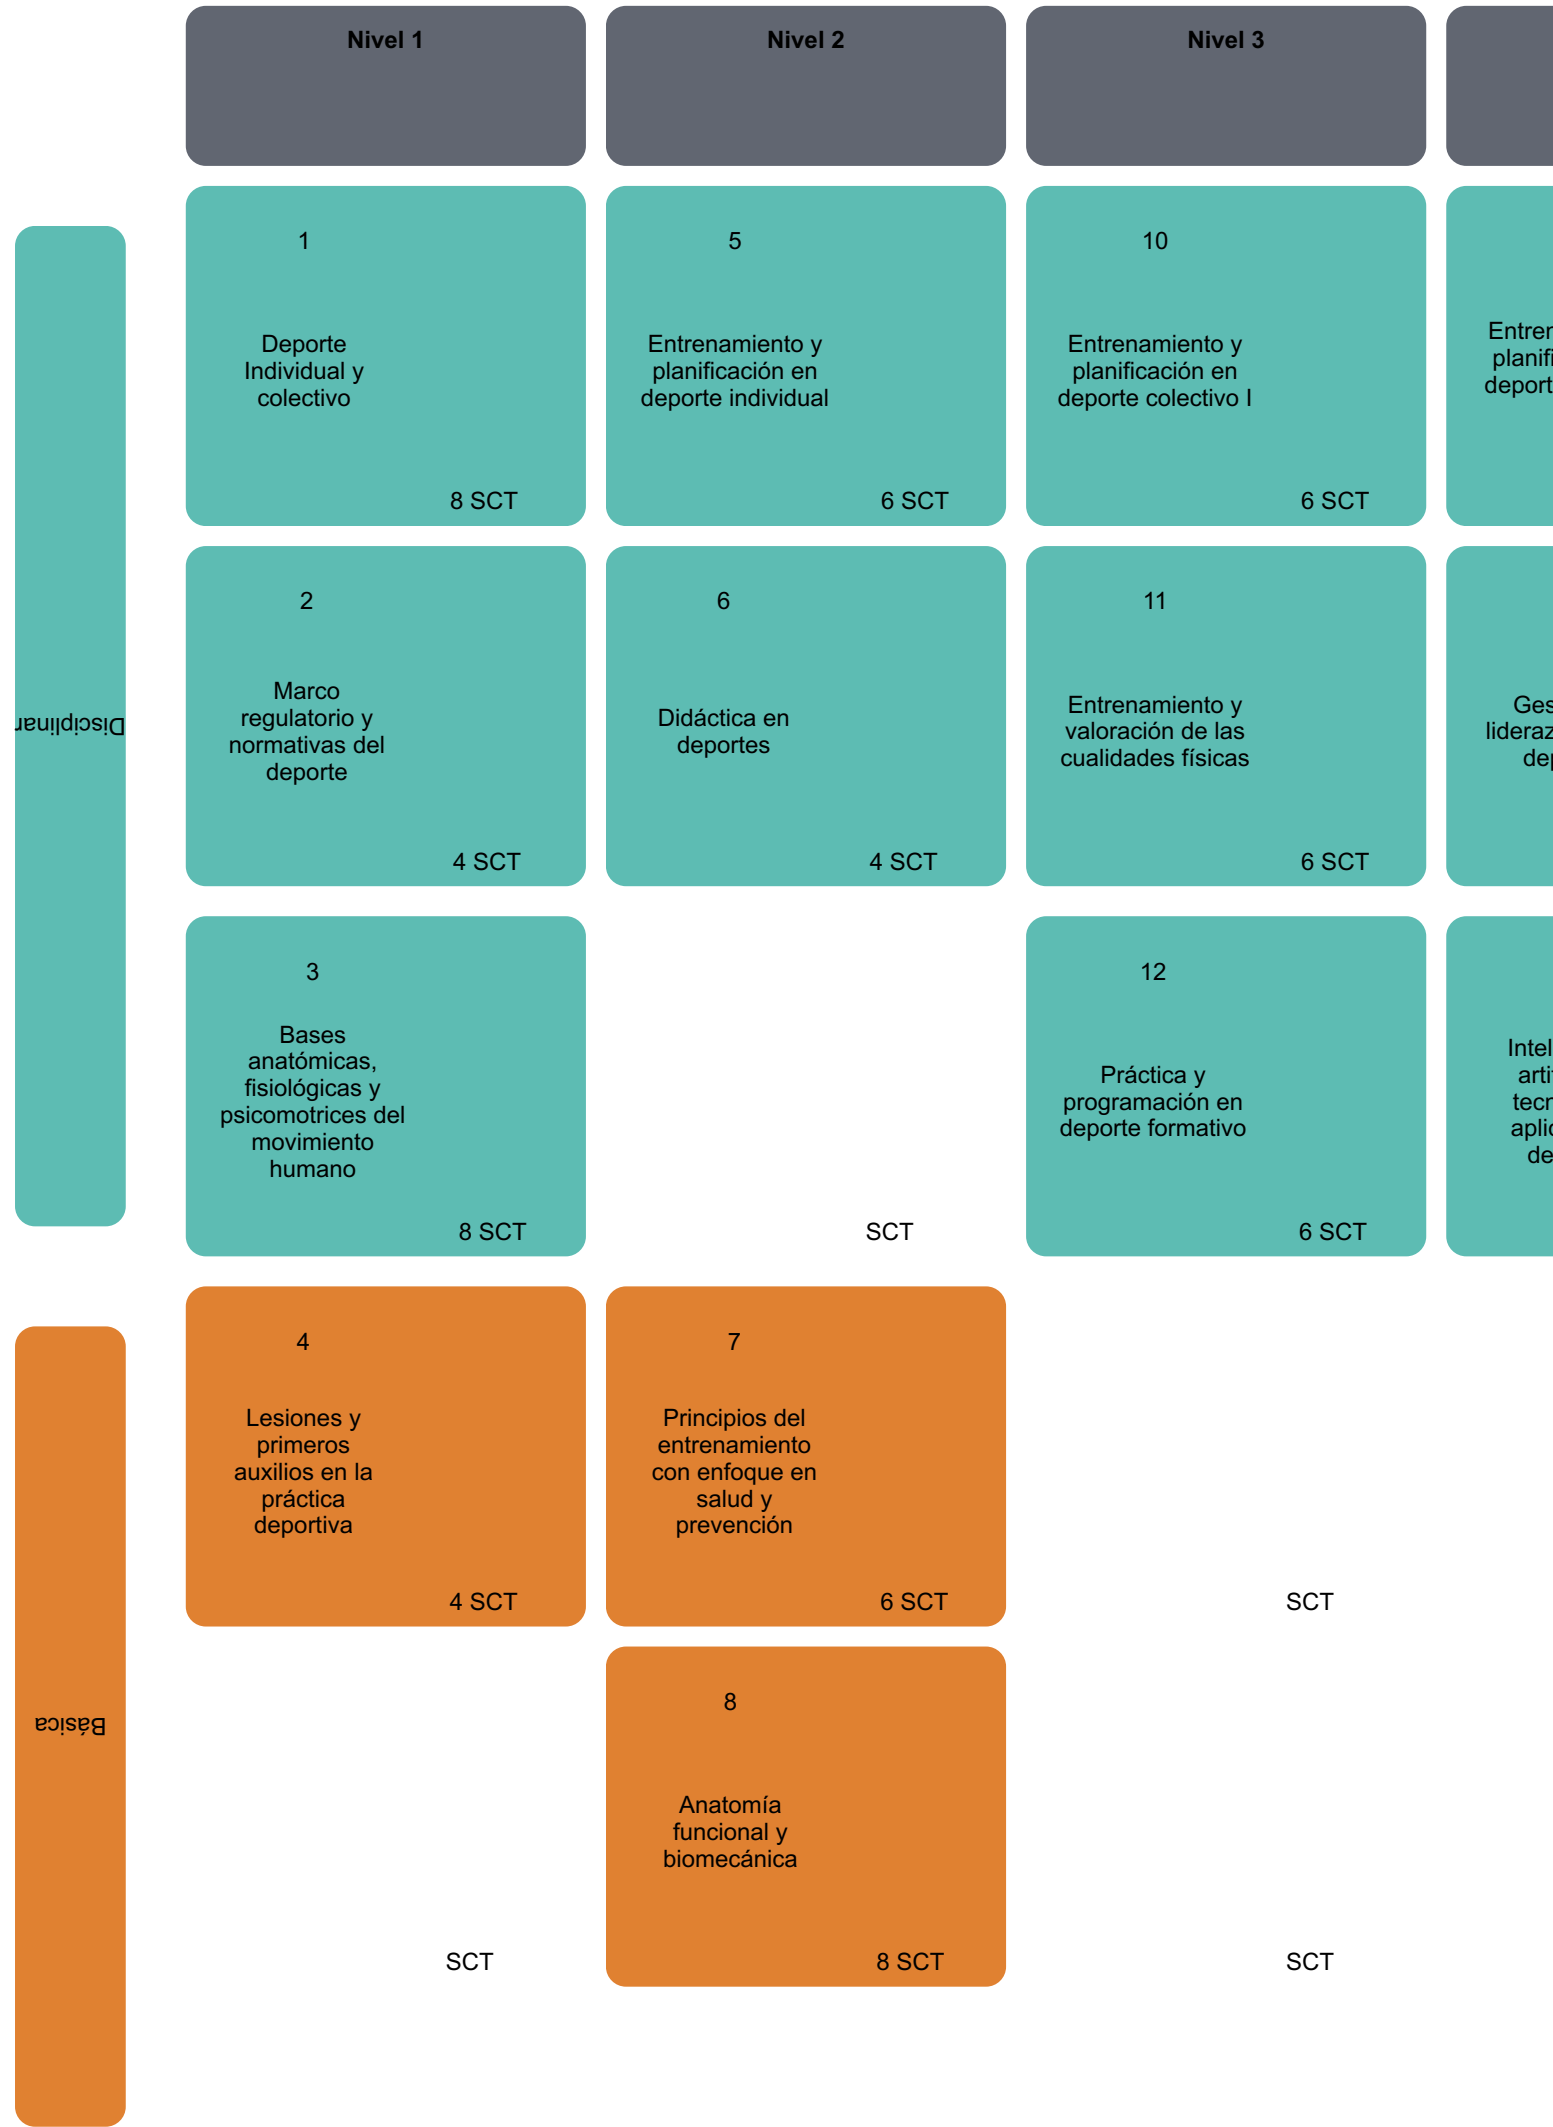 Nivel 1
Nivel 2
Nivel 3
Disciplinar
1
Deporte
Individual y
colectivo
8 SCT
5
Entrenamiento y
planificación en
deporte individual
6 SCT
10
Entrenamiento y
planificación en
deporte colectivo I
6 SCT
2
Marco
regulatorio y
normativas del
deporte
4 SCT
6
Didáctica en
deportes
4 SCT
11
Entrenamiento y
valoración de las
cualidades físicas
6 SCT
3
Bases
anatómicas,
fisiológicas y
psicomotrices del
movimiento
humano
8 SCT
SCT
12
Práctica y
programación en
deporte formativo
6 SCT
Básica
4
Lesiones y
primeros
auxilios en la
práctica
deportiva
4 SCT
7
Principios del
entrenamiento
con enfoque en
salud y
prevención
6 SCT
SCT
SCT
8
Anatomía
funcional y
biomecánica
8 SCT
SCT